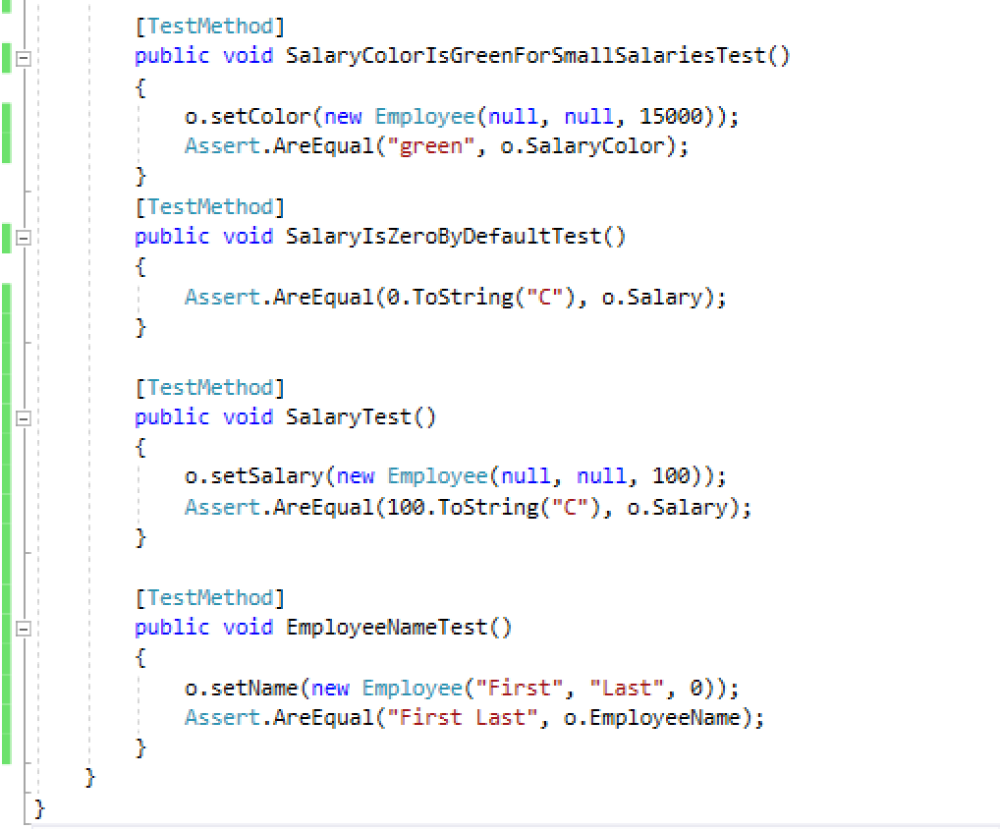 [TestMethod]
public void SalaryColorIsGreenForSmallSalariesTest()
{
o.setColor(new Employee(null, null, 15000));
Assert.AreEqual("green", o.SalaryColor);
}
[TestMethod]
public void SalaryIsZeroByDefaultTest()
{
Assert.AreEqual(0.ToString("C"), o.Salary);
}
[TestMethod]
public void SalaryTest()
{
o.setSalary(new Employee(null, null, 100));
Assert.AreEqual(100.ToString("C"), o.Salary);
}
[TestMethod]
public void EmployeeNameTest()
{
o.setName(new Employee("First", "Last", 0));
Assert.AreEqual("First Last", o.EmployeeName);
}
}
}